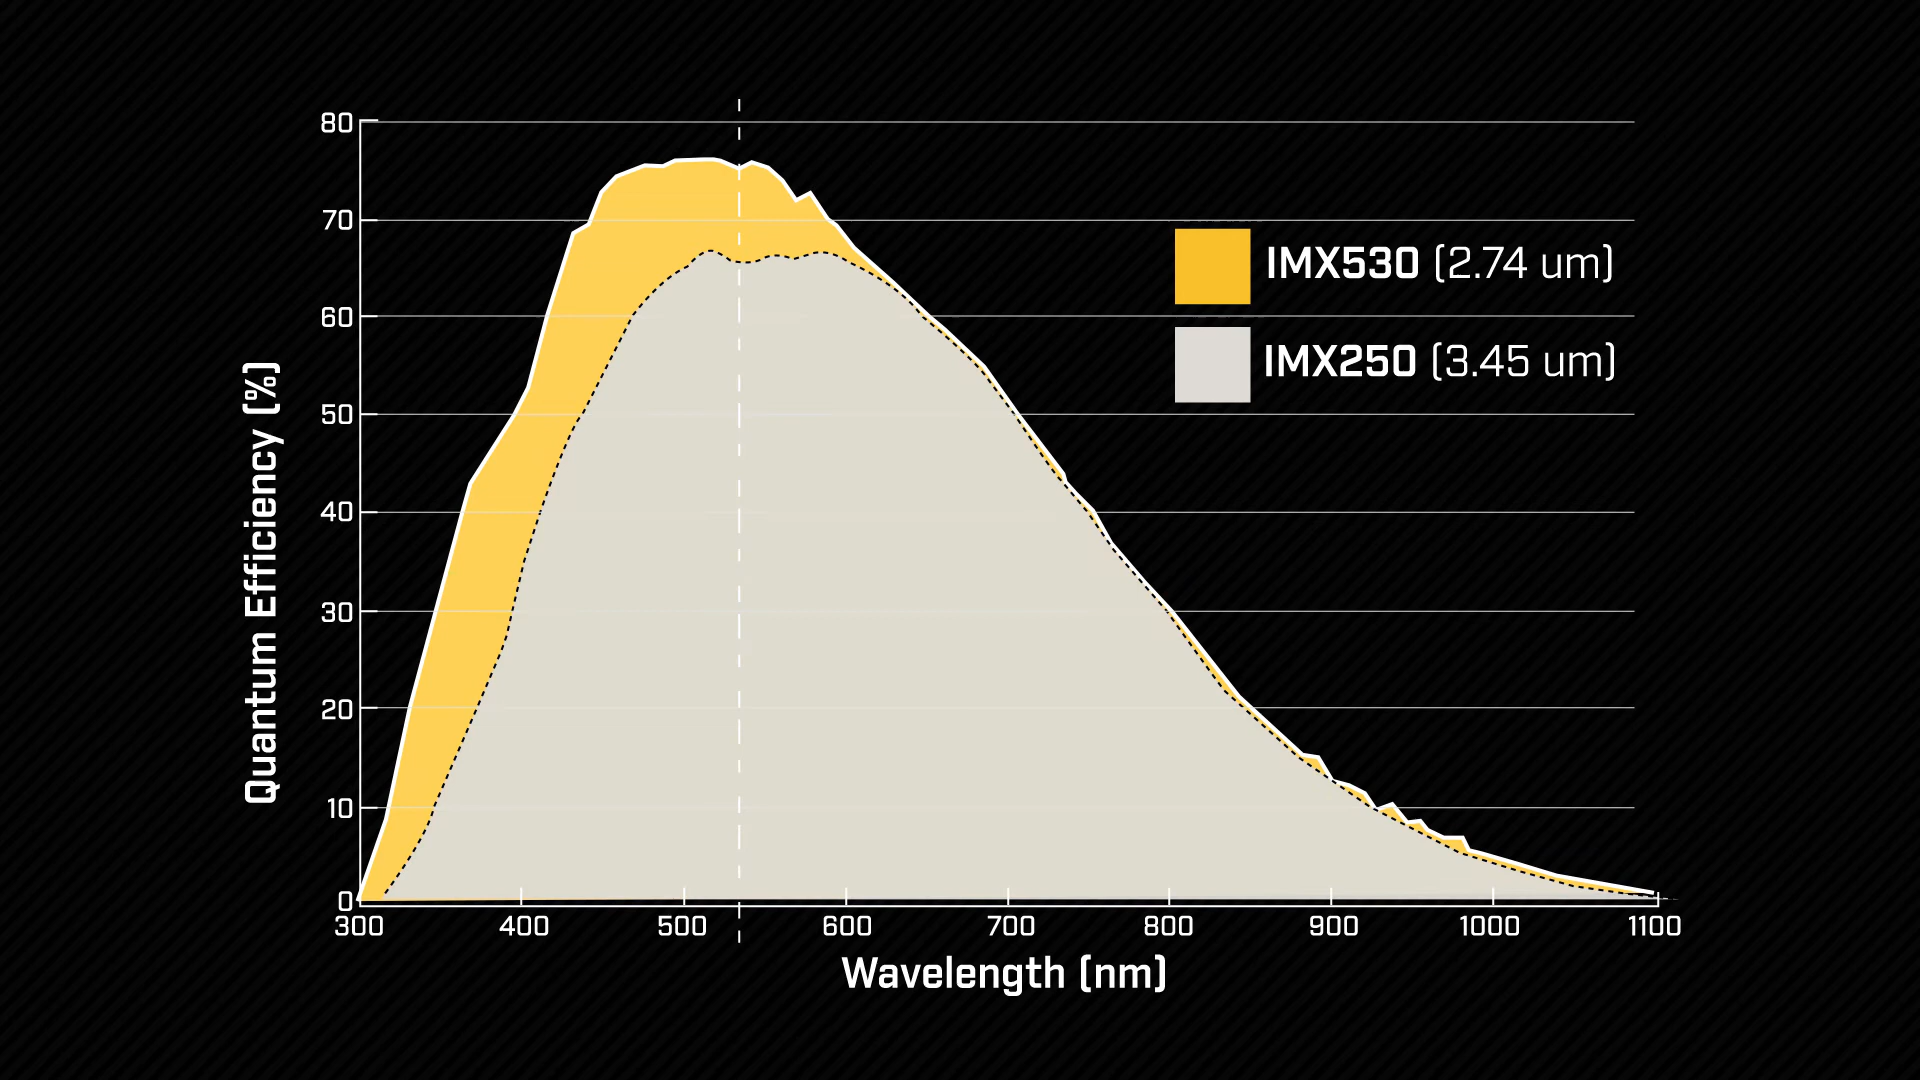 80
70
60
50
40
30
20
10
0
Quantum Efficiency (%)
IMX530 (2.74 um)
IMX250 (3.45 um)
300 400 500 600 700 800 900 1000 1100
Wavelength (nm)